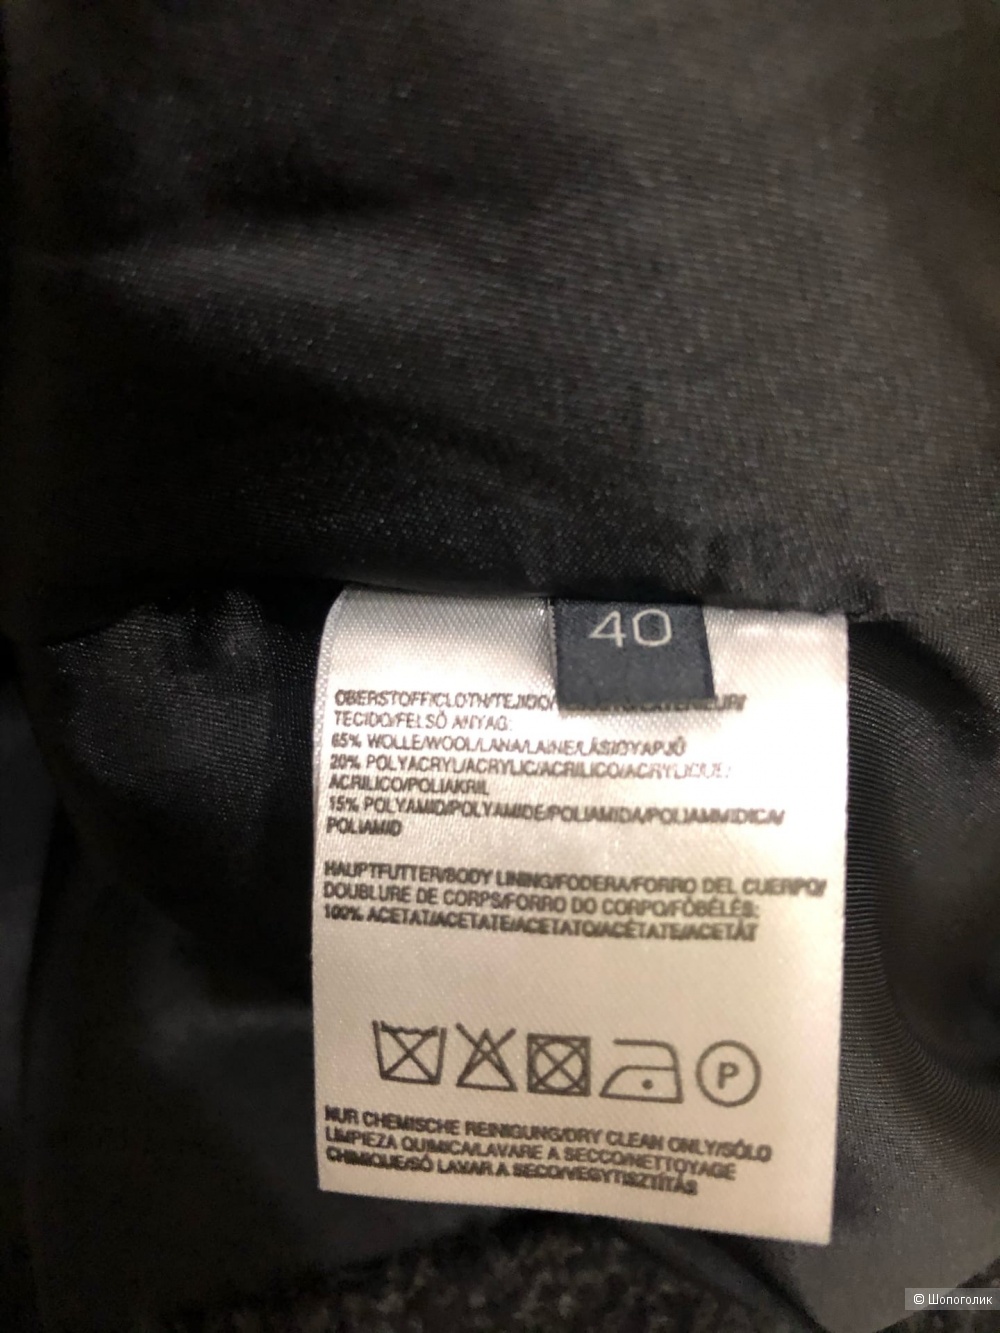 40
OBERSTOFF/CLOTH/TEJIDO/
TECIDO/FELSŐ ANYAG:
65% WOLLE/WOOL/LANA/LAINE/LÃ/SIGYAPJÚ
20% POLYACRYL/ACRYLIC/ACRILICO/ACRYLIQUE/
ACRILICO/POLIAKRIL
15% POLYAMID/POLYAMIDE/POLIAMIDA/POLIAMMIDICA/
POLIAMID
HAUPTFUTTER/BODY LINING/FODERA/FORRO DEL CUERPO/
DOUBLURE DE CORPS/FORRO DO CORPO/FŐBÉLÉS:
100% ACETAT/ACETATE/ACETATO/ACÉTATE/ACETÁT
P
NUR CHEMISCHE REINIGUNG/DRY CLEAN ONLY/SÓLO
LIMPIEZA QUIMICA/LAVARE A SECCO/NETTOYAGE
CHIMIQUE/SÓ LAVAR A SECO/VEGYTISZTÍTÁS
© Шопоголик